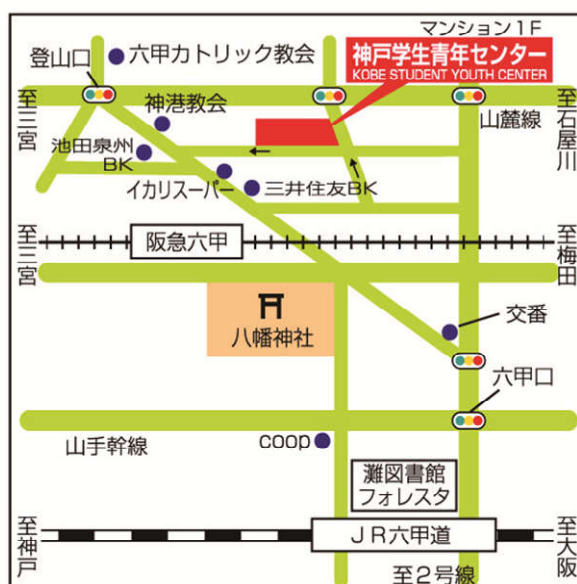 マンション1F
六甲カトリック教会
神戸学生青年センター
KOBE STUDENT YOUTH CENTER
登山口
至三宮
神港教会
山麓線
至石屋川
池田泉州
BK
イカリスーパー
三井住友BK
至三宮
阪急六甲
至梅田
八幡神社
交番
六甲口
山手幹線
coop
灘図書館
フォレスタ
至神戸
JR六甲道
至大阪
至2号線